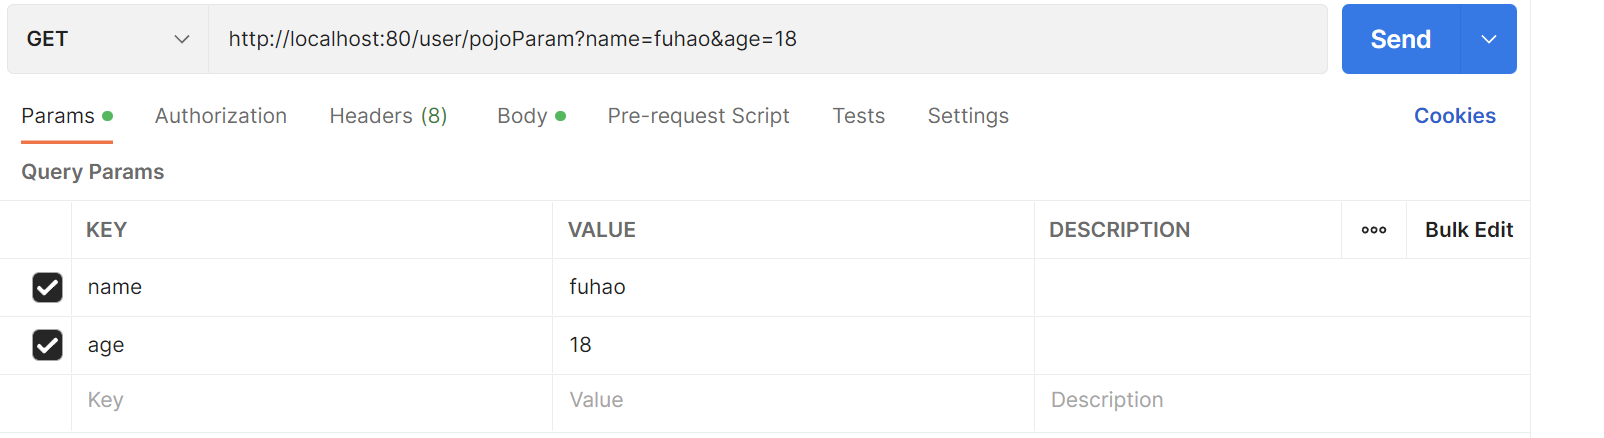 GET http://localhost:80/user/pojoParam?name=fuhao&age=18 Send
Params Authorization Headers (8) Body Pre-request Script Tests Settings Cookies
Query Params
KEY VALUE DESCRIPTION Bulk Edit
name fuhao
age 18
Key Value Description